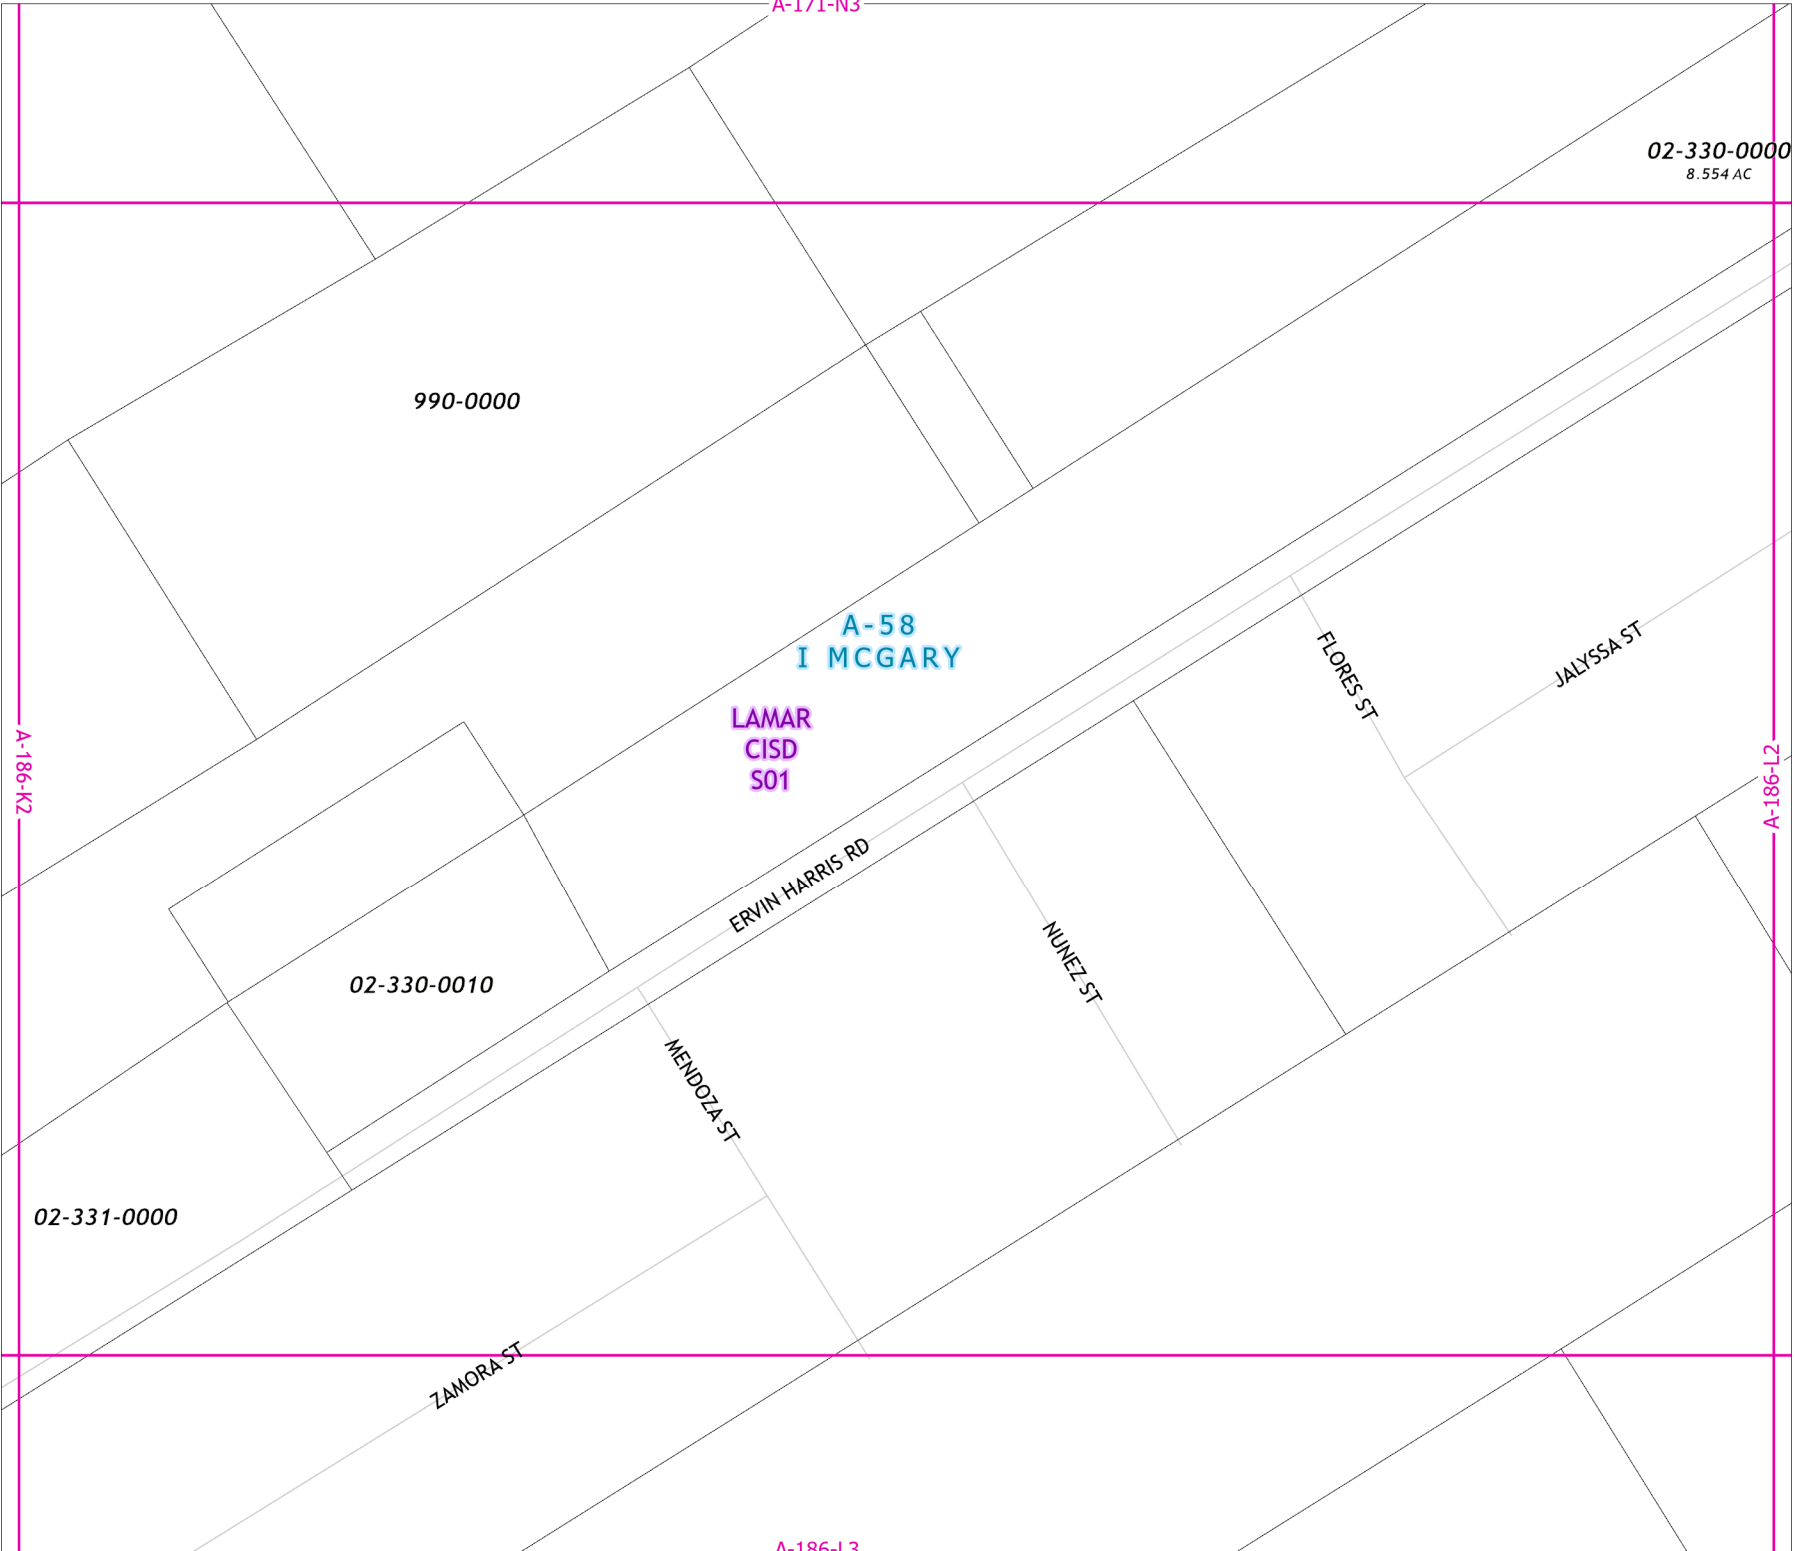 A-171-N3
02-330-0000
8.554 AC
990-0000
A-58
I MCGARY
FLORES ST
JALYSSA ST
LAMAR
CISD
S01
A-186-K2
A-186-L2
ERVIN HARRIS RD
NUNEZ ST
02-330-0010
MENDOZA ST
02-331-0000
ZAMORA ST
A-186-L3